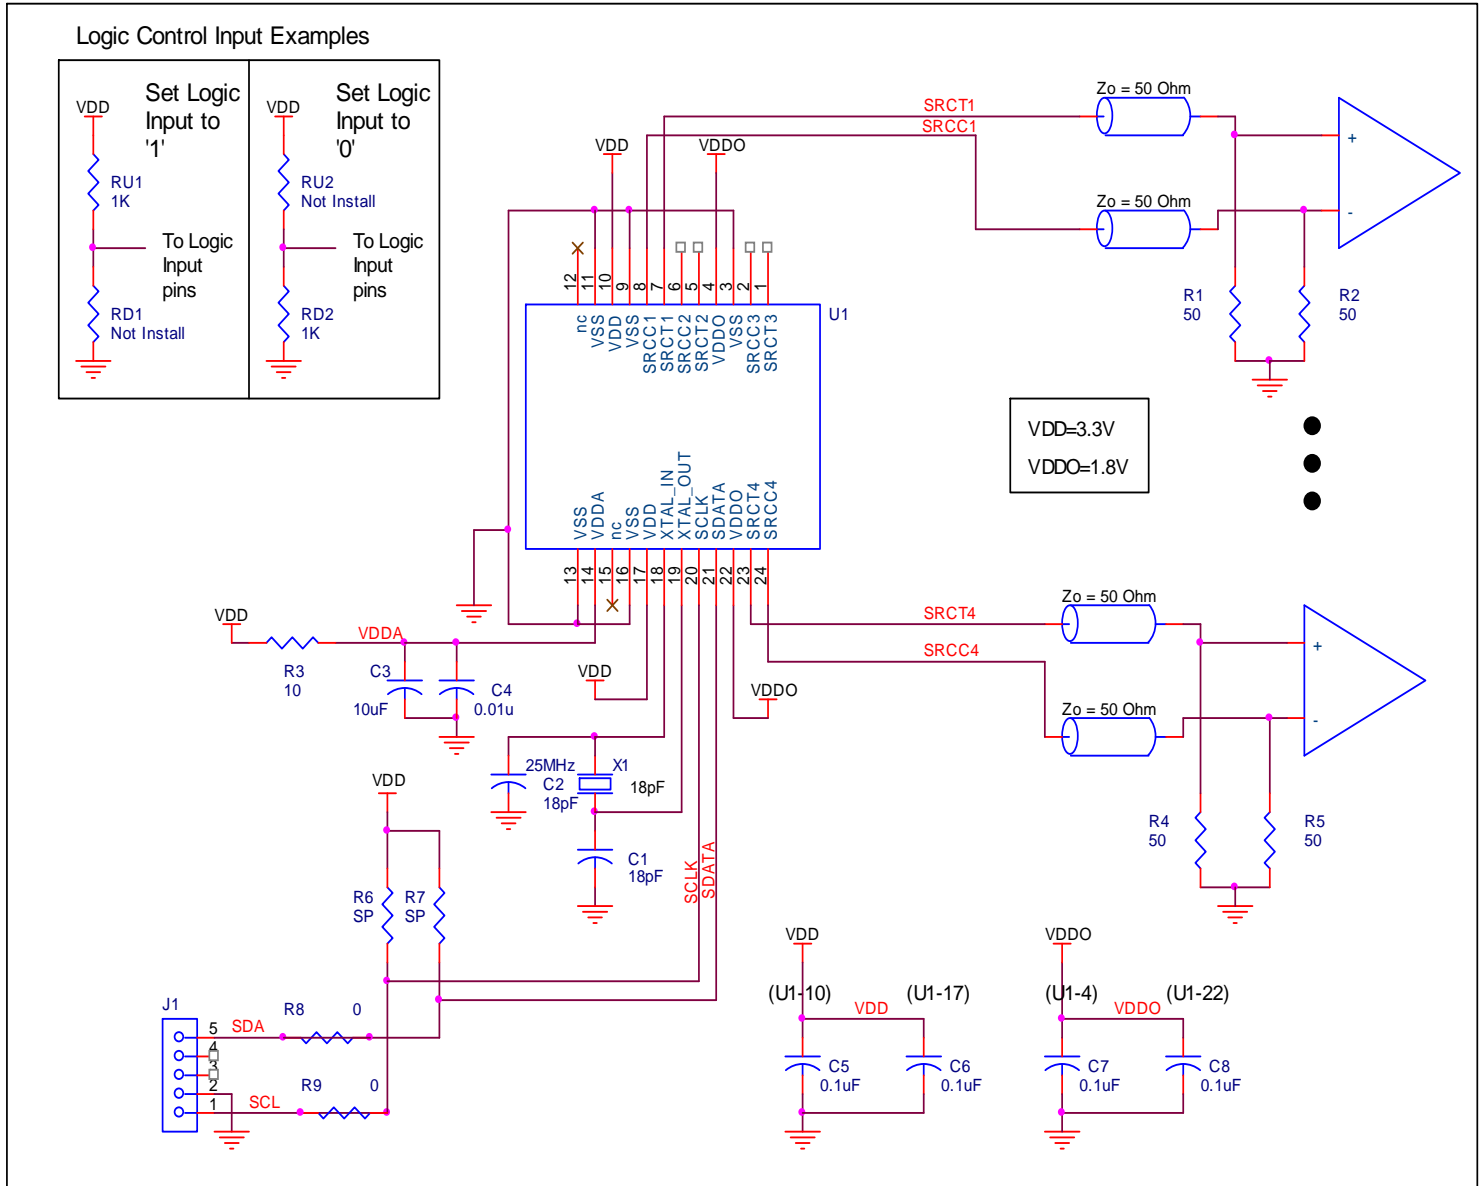 Logic Control Input Examples
VDD
Set Logic
Input to
'1'
RU1
1K
To Logic
Input
pins
RD1
Not Install
VDD
Set Logic
Input to
'0'
RU2
Not Install
To Logic
Input
pins
RD2
1K
VDD
VDDO
SRCT1
SRCC1
Zo = 50 Ohm
Zo = 50 Ohm
+
-
R1
50
R2
50
12
11
10
9
8
7
6
5
4
3
2
1
nc
VSS
VDD
VSS
SRCC1
SRCT1
SRCC2
SRCT2
VDDO
VSS
SRCC3
SRCT3
U1
VDD=3.3V
VDDO=1.8V
VSS
VDDA
nc
VSS
VDD
XTAL_IN
XTAL_OUT
SCLK
SDATA
VDDO
SRCT4
SRCC4
13
14
15
16
17
18
19
20
21
22
23
24
VDD
VDDA
R3
10
C3
10uF
C4
0.01u
VDD
VDDO
SRCT4
SRCC4
Zo = 50 Ohm
Zo = 50 Ohm
+
-
R4
50
R5
50
25MHz
X1
C2
18pF
18pF
C1
18pF
SCLK
SDATA
VDD
R6
SP
R7
SP
J1
5
4
3
2
1
SDA
R8
0
R9
0
SCL
VDD
(U1-10)
(U1-17)
VDD
C5
0.1uF
C6
0.1uF
VDDO
(U1-4)
(U1-22)
VDDO
C7
0.1uF
C8
0.1uF